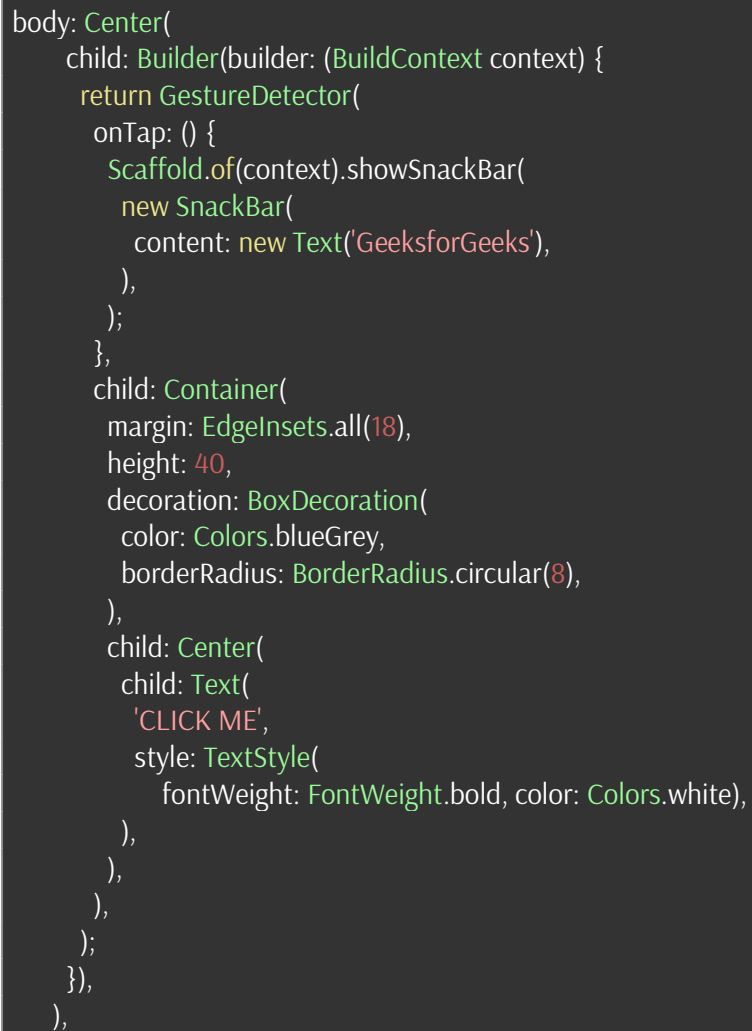 body: Center(
child: Builder(builder: (BuildContext context) {
return GestureDetector(
onTap: () {
Scaffold.of(context).showSnackBar(
new SnackBar(
content: new Text('GeeksforGeeks'),
),
);
},
child: Container(
margin: EdgeInsets.all(18),
height: 40,
decoration: BoxDecoration(
color: Colors.blueGrey,
borderRadius: BorderRadius.circular(8),
),
child: Center(
child: Text(
'CLICK ME',
style: TextStyle(
fontWeight: FontWeight.bold, color: Colors.white),
),
),
),
);
}),
),